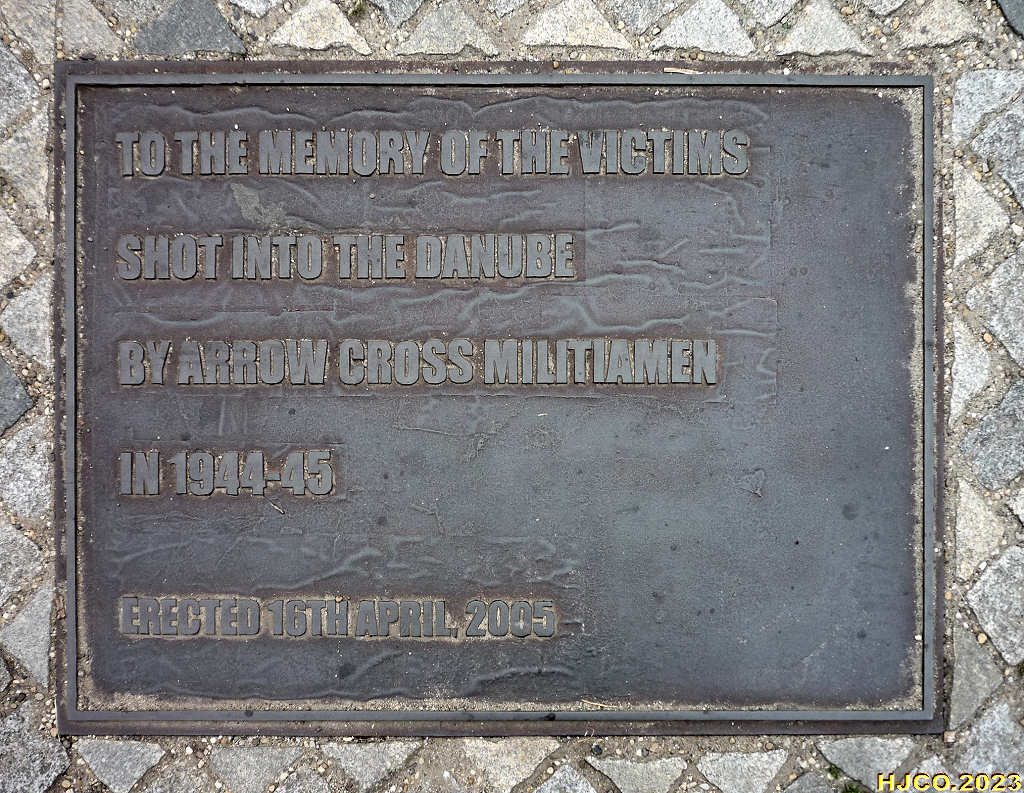 TO THE MEMORY OF THE VICTIMS
SHOT INTO THE DANUBE
BY ARROW CROSS MILITIAMEN
IN 1944-45
ERECTED 16TH APRIL, 2005
HJCO.2023